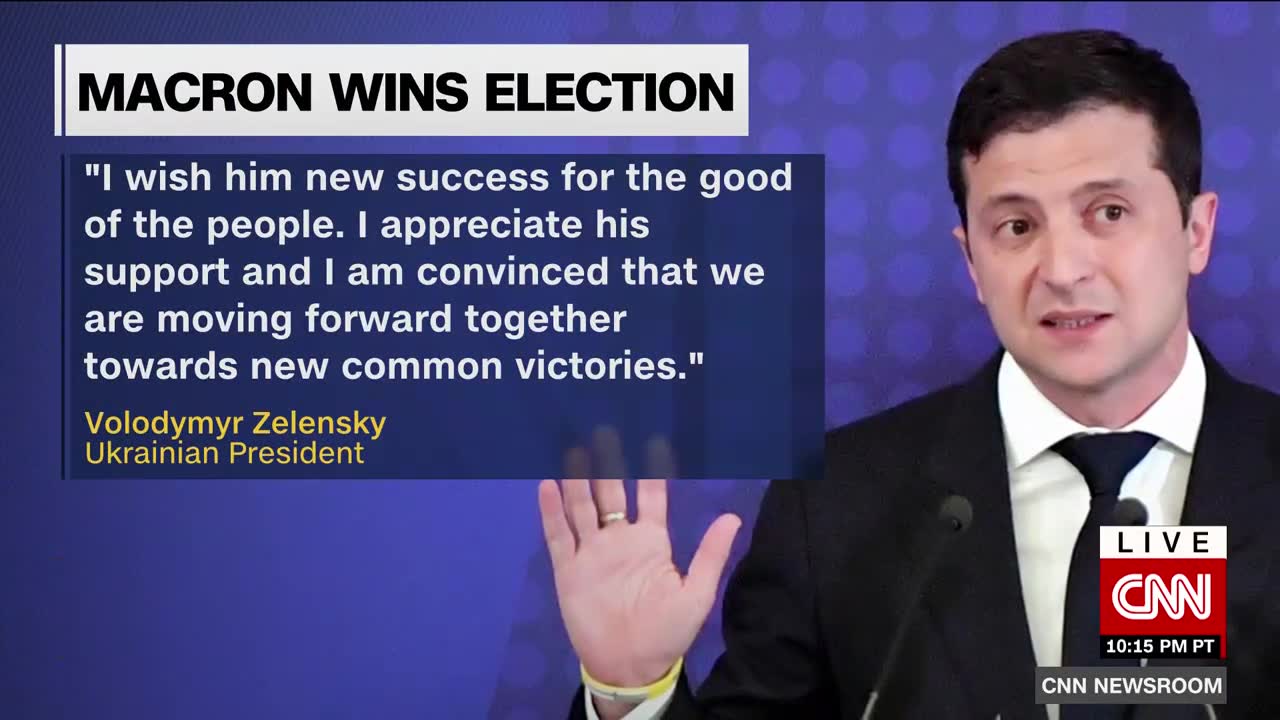 MACRON WINS ELECTION
"I wish him new success for the good
of the people. I appreciate his
support and I am convinced that we
are moving forward together
towards new common victories."
Volodymyr Zelensky
Ukrainian President
LIVE
CNN
10:15 PM PT
CNN NEWSROOM